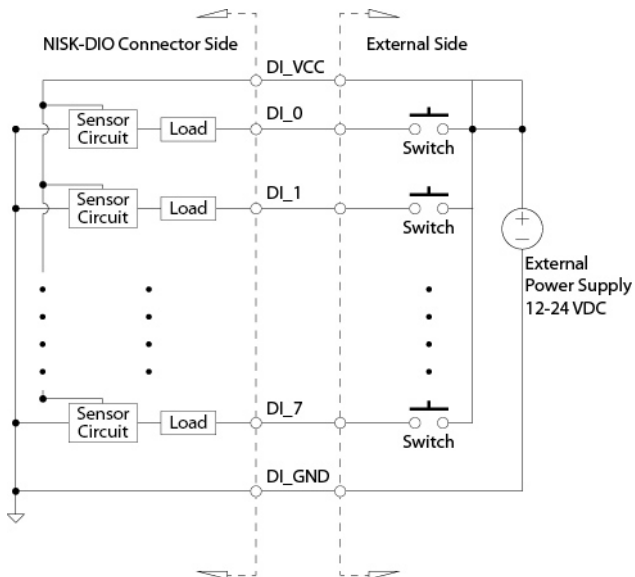 NISK-DIO Connector Side
External Side
DI_VCC
Sensor
Circuit
Load
DI_0
Switch
Sensor
Circuit
Load
DI_1
Switch
+
−
External
Power Supply
12-24 VDC
Sensor
Circuit
Load
DI_7
Switch
DI_GND